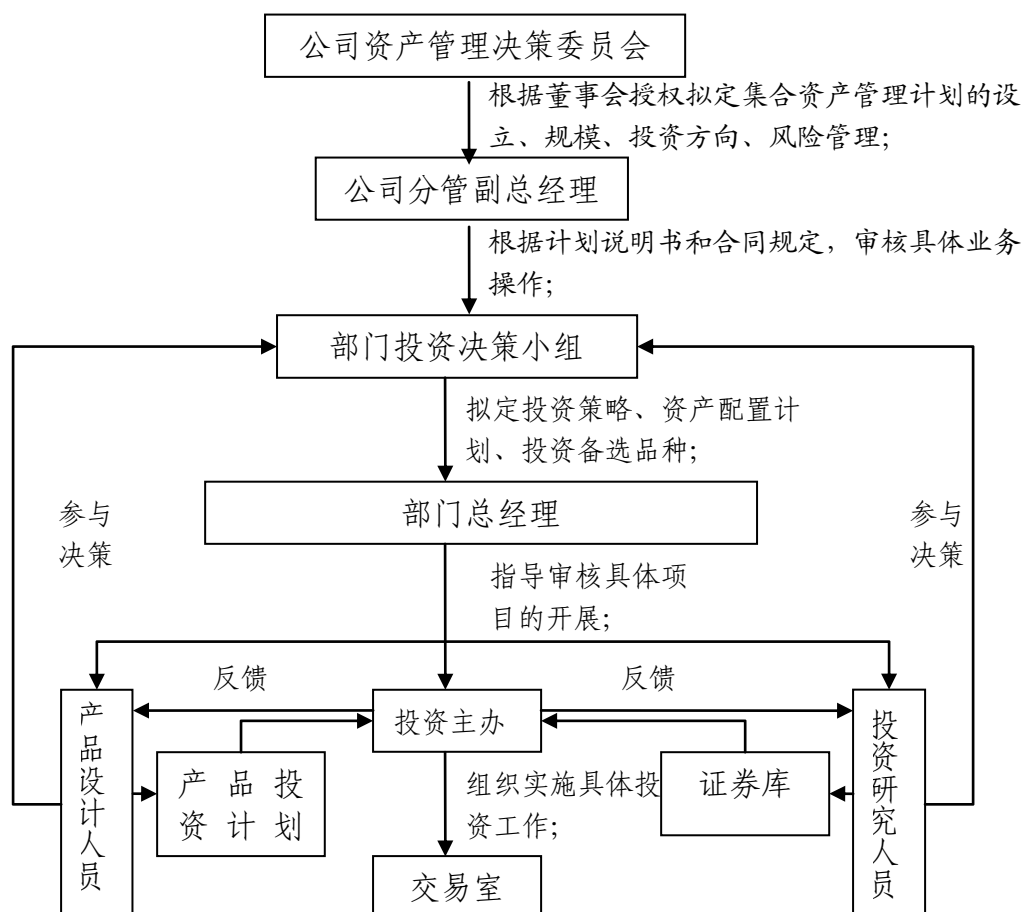 公司资产管理决策委员会
根据董事会授权拟定集合资产管理计划的设
立、规模、投资方向、风险管理;
公司分管副总经理
根据计划说明书和合同规定，审核具体业务
操作;
部门投资决策小组
拟定投资策略、资产配置计
划、投资备选品种;
部门总经理
参与
决策
参与
决策
指导审核具体项
目的开展;
反馈
反馈
产品设计人员
投资主办
投资研究人员
产品投
资计划
组织实施具体投
资工作;
证券库
交易室